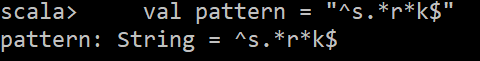 scala>     val pattern = "^s.*r*k$"
pattern: String = ^s.*r*k$